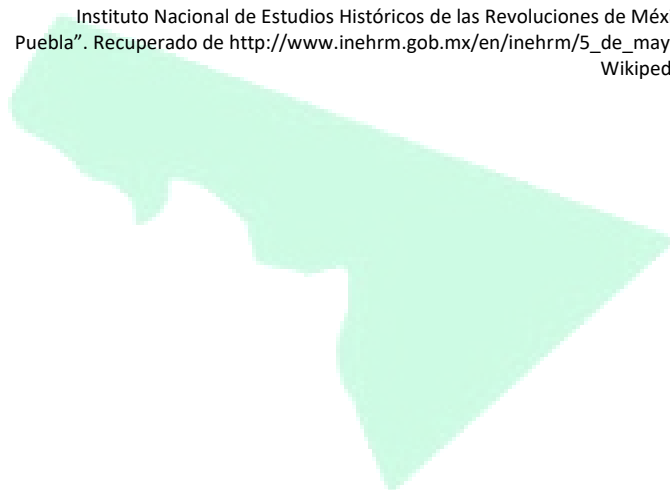 Instituto Nacional de Estudios Históricos de las Revoluciones de Méx
Puebla”. Recuperado de http://www.inehrm.gob.mx/en/inehrm/5_de_may
Wikiped